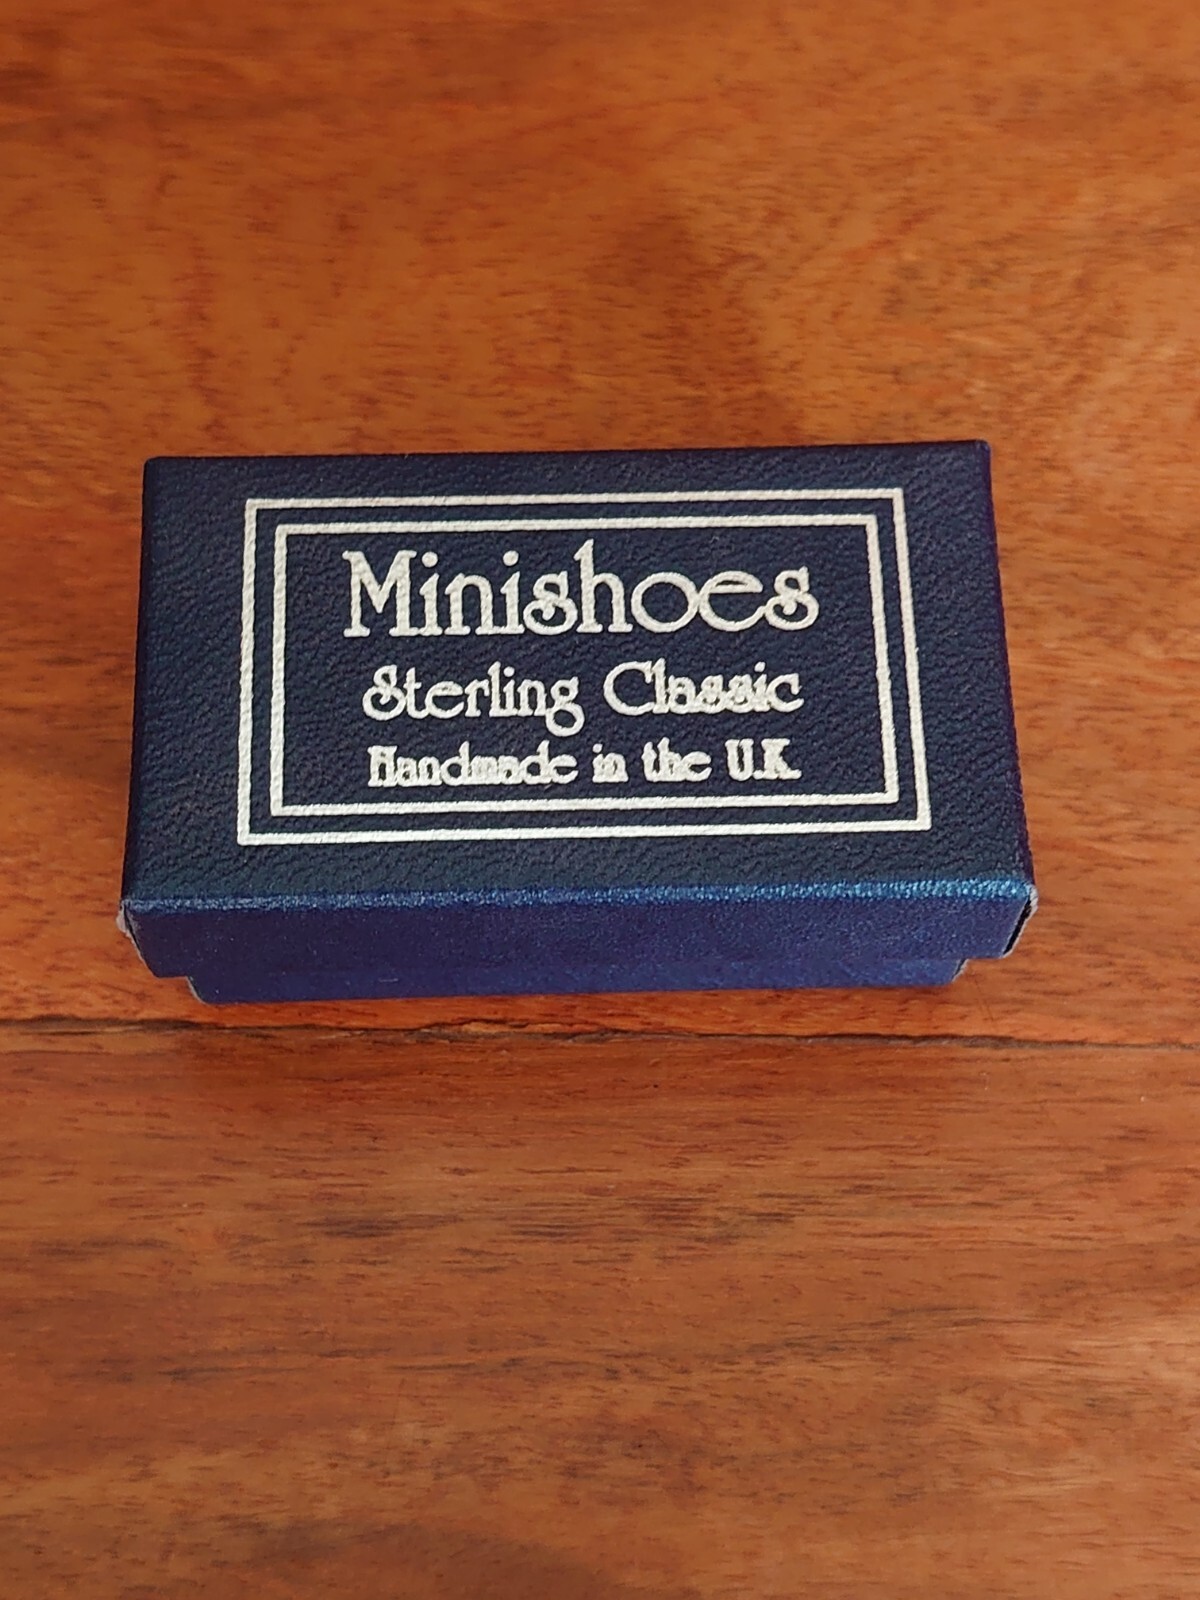 Minishoes
Sterling Classic
Handmade in the U.K.